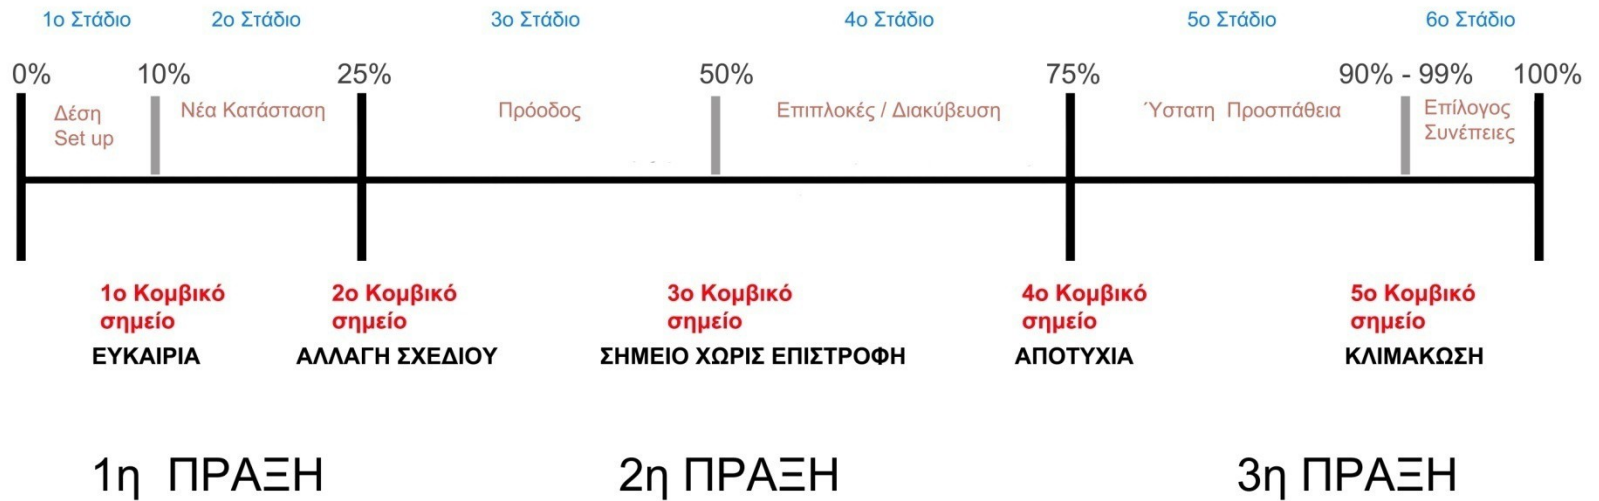 1ο Στάδιο 2ο Στάδιο 3ο Στάδιο 4ο Στάδιο 5ο Στάδιο 6ο Στάδιο
0% 10% 25% 50% 75% 90% - 99% 100%
Δέση
Set up
Νέα Κατάσταση
Πρόοδος
Επιπλοκές / Διακύβευση
Ύστατη Προσπάθεια
Επίλογος
Συνέπειες
1ο Κομβικό
σημείο
ΕΥΚΑΙΡΙΑ
2ο Κομβικό
σημείο
ΑΛΛΑΓΗ ΣΧΕΔΙΟΥ
3ο Κομβικό
σημείο
ΣΗΜΕΙΟ ΧΩΡΙΣ ΕΠΙΣΤΡΟΦΗ
4ο Κομβικό
σημείο
ΑΠΟΤΥΧΙΑ
5ο Κομβικό
σημείο
ΚΛΙΜΑΚΩΣΗ
1η ΠΡΑΞΗ 2η ΠΡΑΞΗ 3η ΠΡΑΞΗ